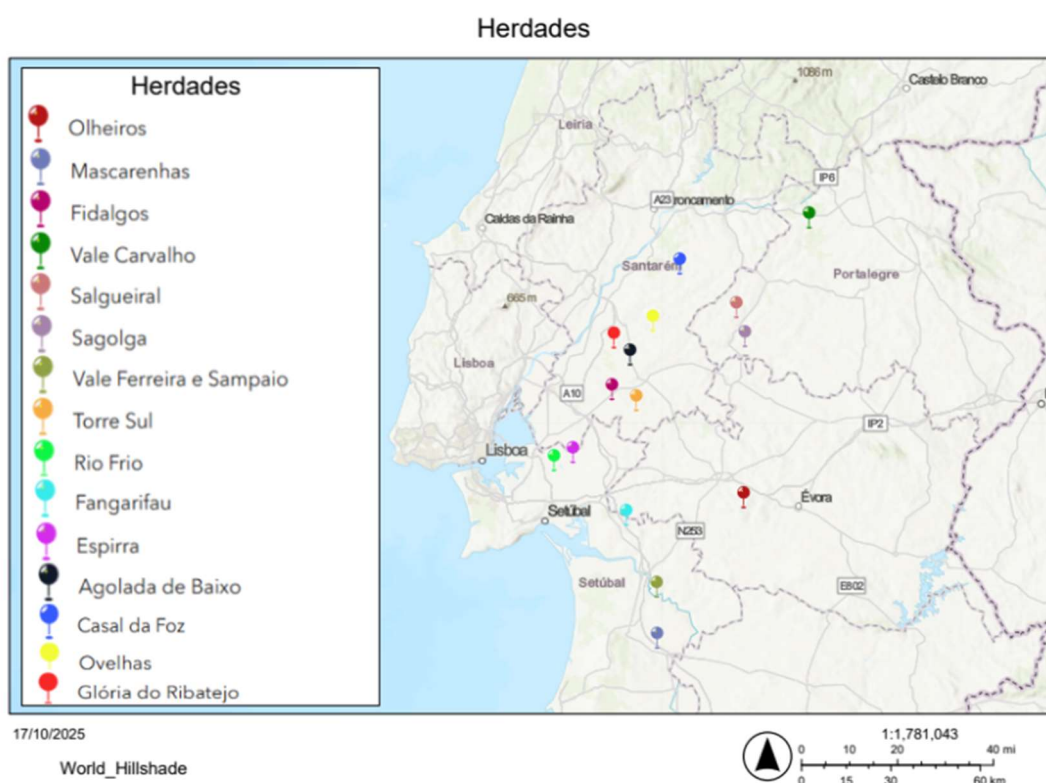 Herdades
Herdades
Olheiros
Mascarenhas
Fidalgos
Vale Carvalho
Salgueiral
Sagolga
Vale Ferreira e Sampaio
Torre Sul
Rio Frio
Fangarifau
Espirra
Agolada de Baixo
Casal da Foz
Ovelhas
Glória do Ribatejo
1086 m
Castelo Branco
Leiria
IP6
A23
roncamento
Caldas da Rainha
Santarém
Portalegre
665 m
Lisboa
A10
IP2
Lisboa
Évora
Setúbal
N253
Setúbal
E802
17/10/2025
World_Hillshade
1:1,781,043
0 10 20 40 mi
0 15 30 60 km